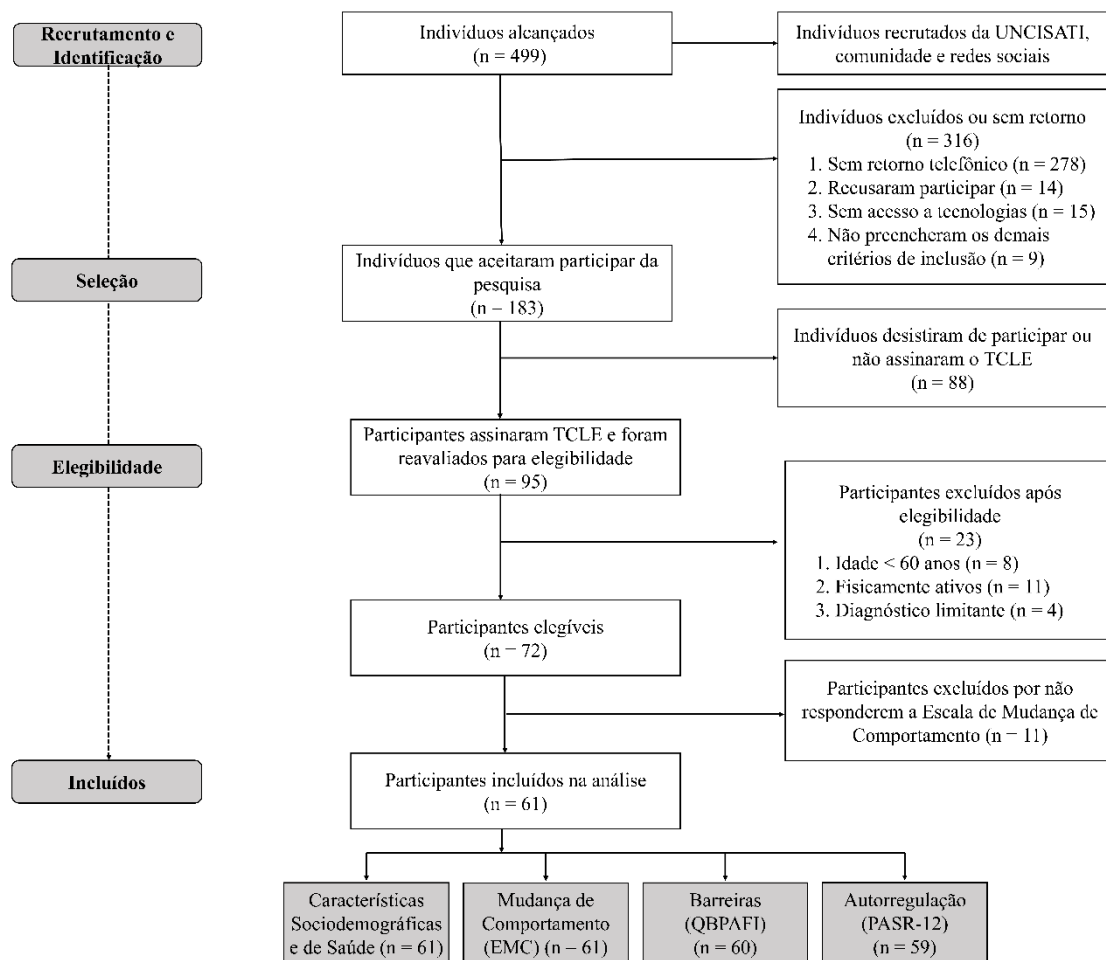 Recrutamento e
Identificação
Indivíduos alcançados
(n = 499)
Indivíduos recrutados da UNCISATI,
comunidade e redes sociais
Indivíduos excluídos ou sem retorno
(n = 316)
1. Sem retorno telefônico (n = 278)
2. Recusaram participar (n = 14)
3. Sem acesso a tecnologias (n = 15)
4. Não preencheram os demais
critérios de inclusão (n = 9)
Seleção
Indivíduos que aceitaram participar da
pesquisa
(n = 183)
Indivíduos desistiram de participar ou
não assinaram o TCLE
(n = 88)
Elegibilidade
Participantes assinaram TCLE e foram
reavaliados para elegibilidade
(n = 95)
Participantes excluídos após
elegibilidade
(n = 23)
1. Idade < 60 anos (n = 8)
2. Fisicamente ativos (n = 11)
3. Diagnóstico limitante (n = 4)
Participantes elegíveis
(n = 72)
Participantes excluídos por não
responderem a Escala de Mudança de
Comportamento (n = 11)
Incluídos
Participantes incluídos na análise
(n = 61)
Características
Sociodemográficas
e de Saúde (n = 61)
Mudança de
Comportamento
(EMC) (n = 61)
Barreiras
(QBPAFI)
(n = 60)
Autorregulação
(PASR-12)
(n = 59)